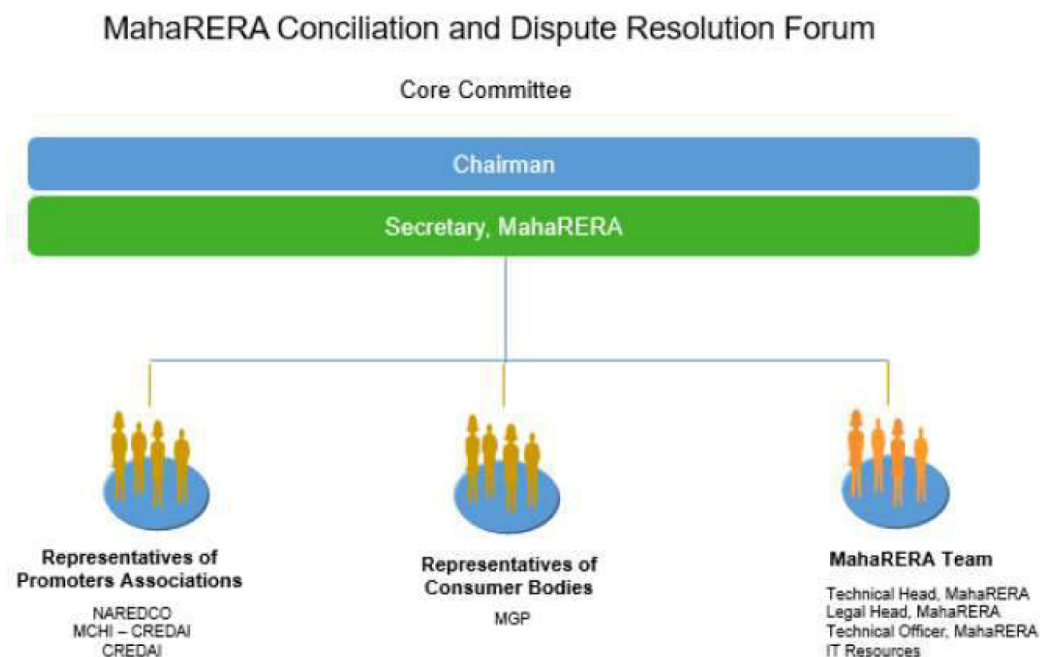 MahaRERA Conciliation and Dispute Resolution Forum
Core Committee
Chairman
Secretary, MahaRERA
Representatives of
Promoters Associations
NAREDCO
MCHI – CREDAI
CREDAI
Representatives of
Consumer Bodies
MGP
MahaRERA Team
Technical Head, MahaRERA
Legal Head, MahaRERA
Technical Officer, MahaRERA
IT Resources